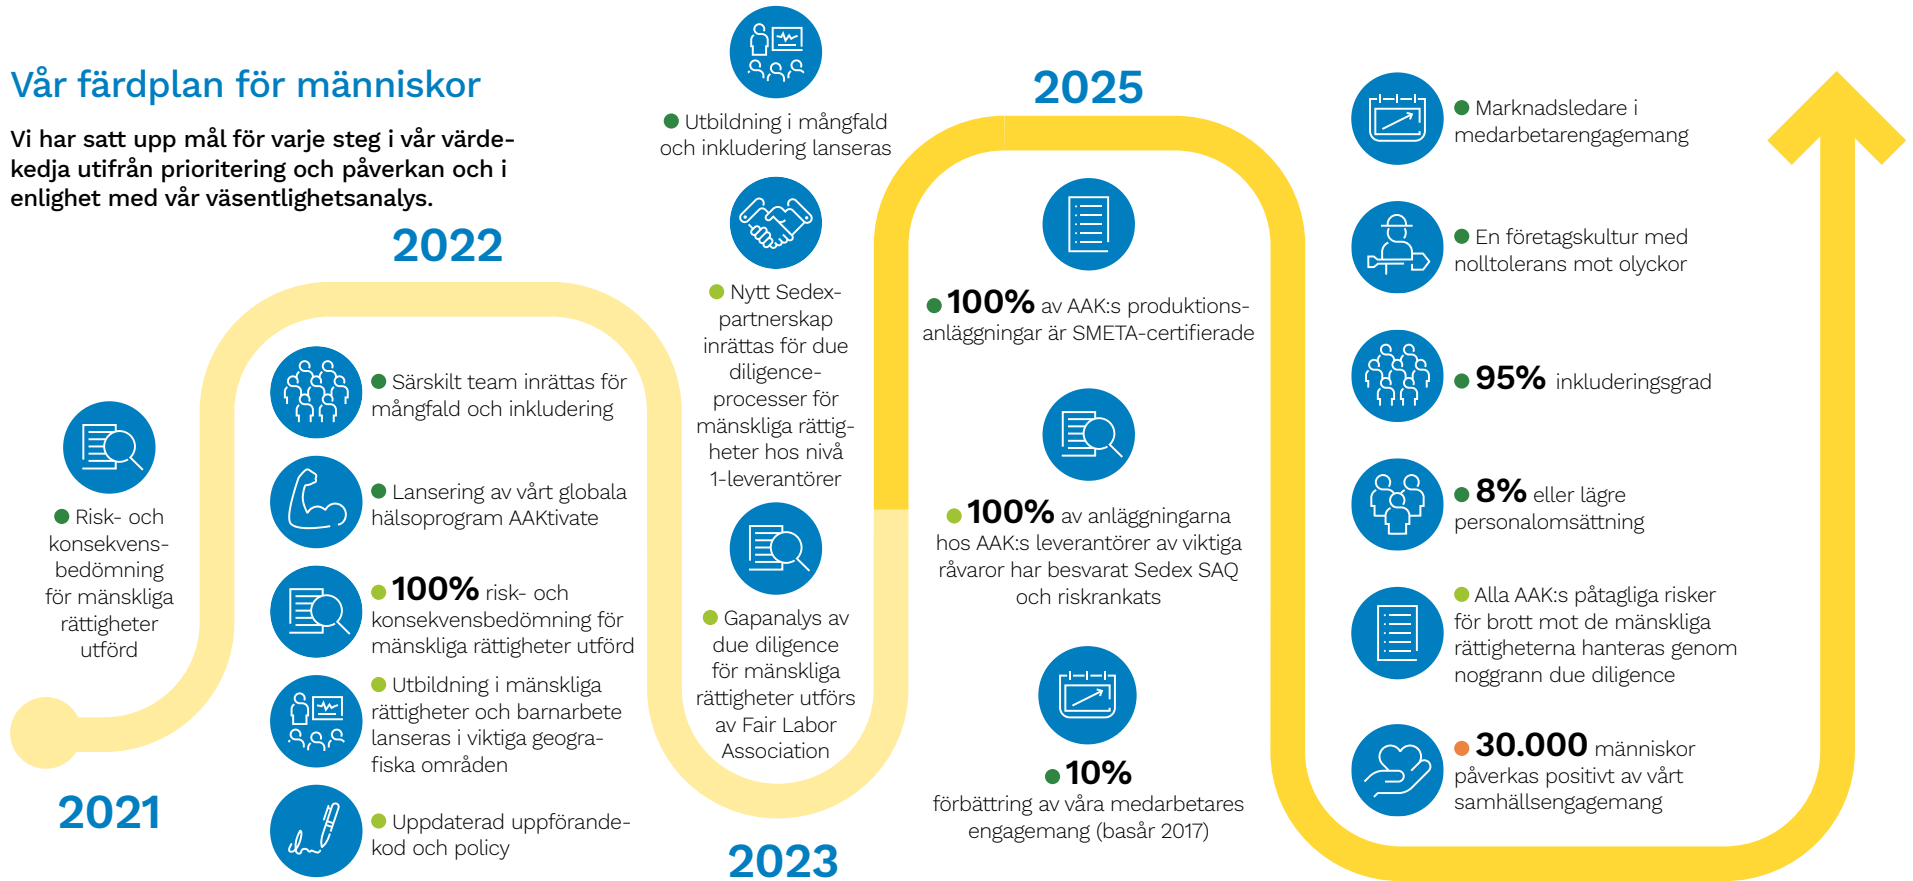 Vår färdplan för människor
Vi har satt upp mål för varje steg i vår värde-
kedja utifrån prioritering och påverkan och i
enlighet med vår väsentlighetsanalys.
2021
Risk- och
konsekvens-
bedömning
för mänskliga
rättigheter
utförd
2022
Särskilt team inrättas för
mångfald och inkludering
Lansering av vårt globala
hälsoprogram AAKtivate
100% risk- och
konsekvensbedömning för
mänskliga rättigheter utförd
Utbildning i mänskliga
rättigheter och barnarbete
lanseras i viktiga geogra-
fiska områden
Uppdaterad uppförande-
kod och policy
Utbildning i mångfald
och inkludering lanseras
Nytt Sedex-
partnerskap
inrättas för due
diligence-
processer för
mänskliga rättig-
heter hos nivå
1-leverantörer
Gapanalys av
due diligence
för mänskliga
rättigheter utförs
av Fair Labor
Association
2023
2025
100% av AAK:s produktions-
anläggningar är SMETA-certifierade
100% av anläggningarna
hos AAK:s leverantörer av viktiga
råvaror har besvarat Sedex SAQ
och riskrankats
10%
förbättring av våra medarbetares
engagemang (basår 2017)
Marknadsledare i
medarbetarengagemang
En företagskultur med
nolltolerans mot olyckor
95% inkluderingsgrad
8% eller lägre
personalomsättning
Alla AAK:s påtagliga risker
för brott mot de mänskliga
rättigheterna hanteras genom
noggrann due diligence
30.000 människor
påverkas positivt av vårt
samhällsengagemang